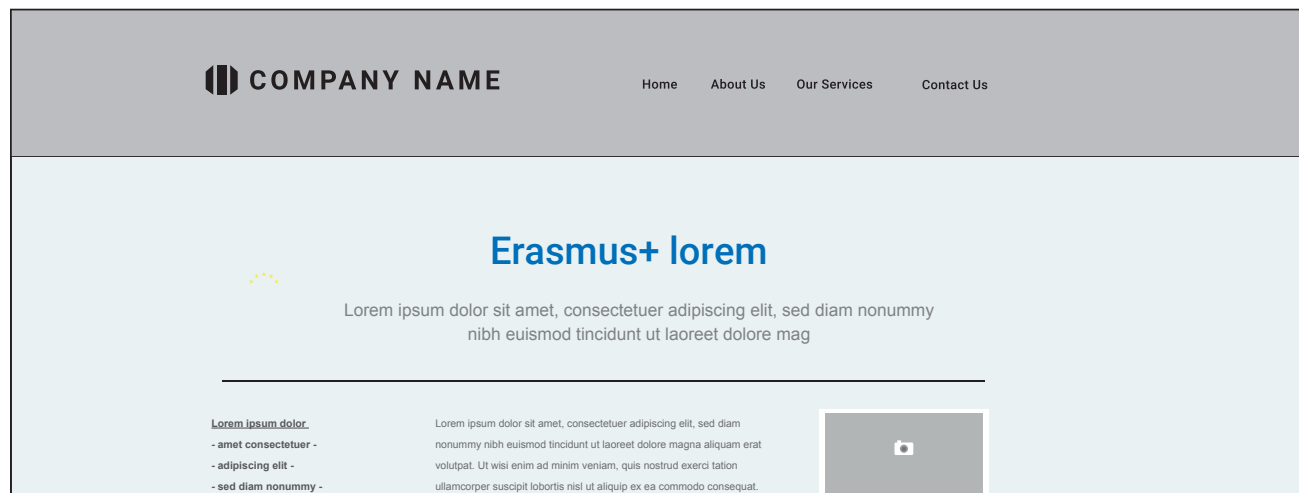 COMPANY NAME
Home About Us Our Services Contact Us
Erasmus+ lorem
Lorem ipsum dolor sit amet, consectetuer adipiscing elit, sed diam nonummy
nibh euismod tincidunt ut laoreet dolore mag
Lorem ipsum dolor
- amet consectetuer -
- adipiscing elit -
- sed diam nonummy -
Lorem ipsum dolor sit amet, consectetuer adipiscing elit, sed diam
nonummy nibh euismod tincidunt ut laoreet dolore magna aliquam erat
volutpat. Ut wisi enim ad minim veniam, quis nostrud exerci tation
ullamcorper suscipit lobortis nisl ut aliquip ex ea commodo consequat.